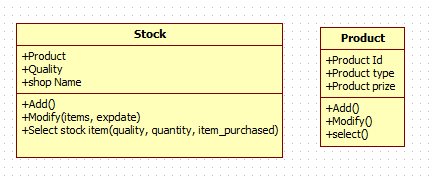 Stock
+Product
+Quality
+shop Name
+Add()
+Modify(items, expdate)
+Select stock item(quality, quantity, item_purchased)
Product
+Product Id
+Product type
+Product prize
+Add()
+Modify()
+select()